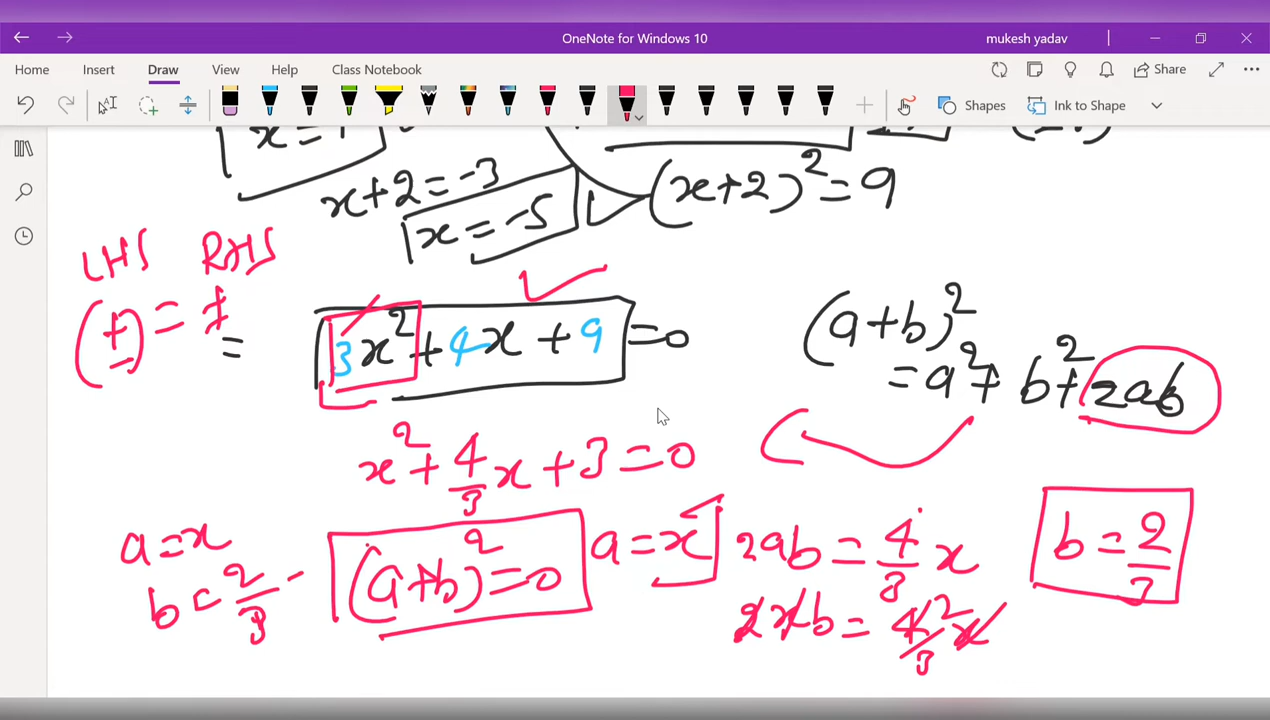 OneNote for Windows 10
mukesh yadav
Home Insert Draw View Help Class Notebook
Share
Shapes
Ink to Shape
x = 1
x+2 = -3
x = -5
(x+2)² = 9
LHS RHS
(±) = ±
=
3x² + 4x + 9 = 0
(a+b)²
= a² + b² + 2ab
x² + 4/3 x + 3 = 0
a = x
b = 2/3
(a+b)² = 0
a = x
2ab = 4/3 x
2xb = 4/3 x
2
b = 2/3